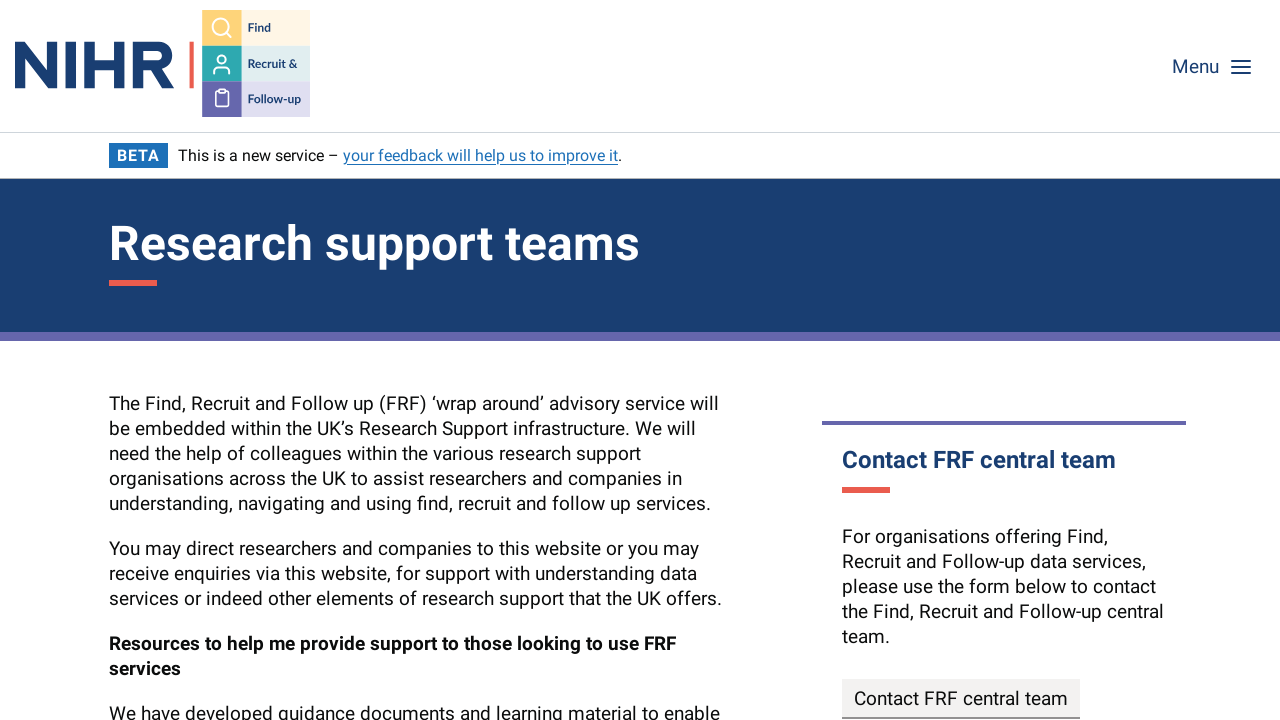 NIHR
Find
Recruit &
Follow-up
Menu
BETA This is a new service – your feedback will help us to improve it.
Research support teams
The Find, Recruit and Follow up (FRF) ‘wrap around’ advisory service will
be embedded within the UK’s Research Support infrastructure. We will
need the help of colleagues within the various research support
organisations across the UK to assist researchers and companies in
understanding, navigating and using find, recruit and follow up services.
You may direct researchers and companies to this website or you may
receive enquiries via this website, for support with understanding data
services or indeed other elements of research support that the UK offers.
Resources to help me provide support to those looking to use FRF
services
We have developed guidance documents and learning material to enable
Contact FRF central team
For organisations offering Find,
Recruit and Follow-up data services,
please use the form below to contact
the Find, Recruit and Follow-up central
team.
Contact FRF central team